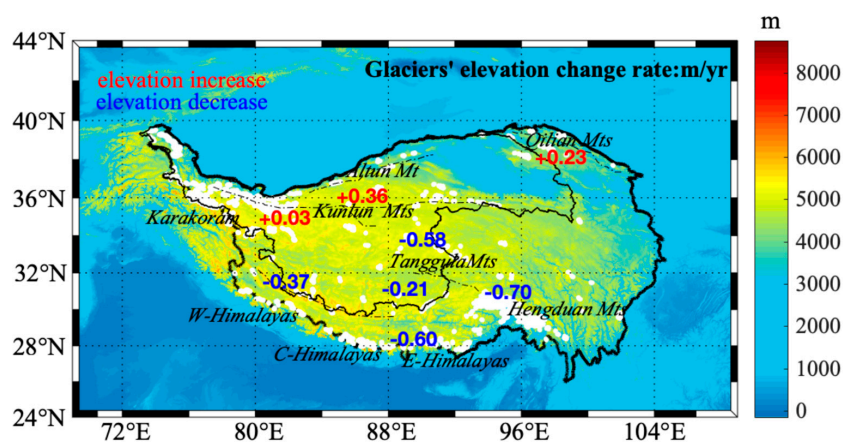 m
44°N
Glaciers' elevation change rate:m/yr
elevation increase
elevation decrease
8000
40°N
7000
Qilian Mts
+0.23
6000
Altun Mt
36°N
+0.36
5000
Karakoram
+0.03
Kunlun Mts
4000
-0.58
TanggulaMts
32°N
-0.37
-0.21
-0.70
3000
Hengduan Mts
W-Himalayas
2000
-0.60
28°N
C-Himalayas
E-Himalayas
1000
0
24°N
72°E
80°E
88°E
96°E
104°E